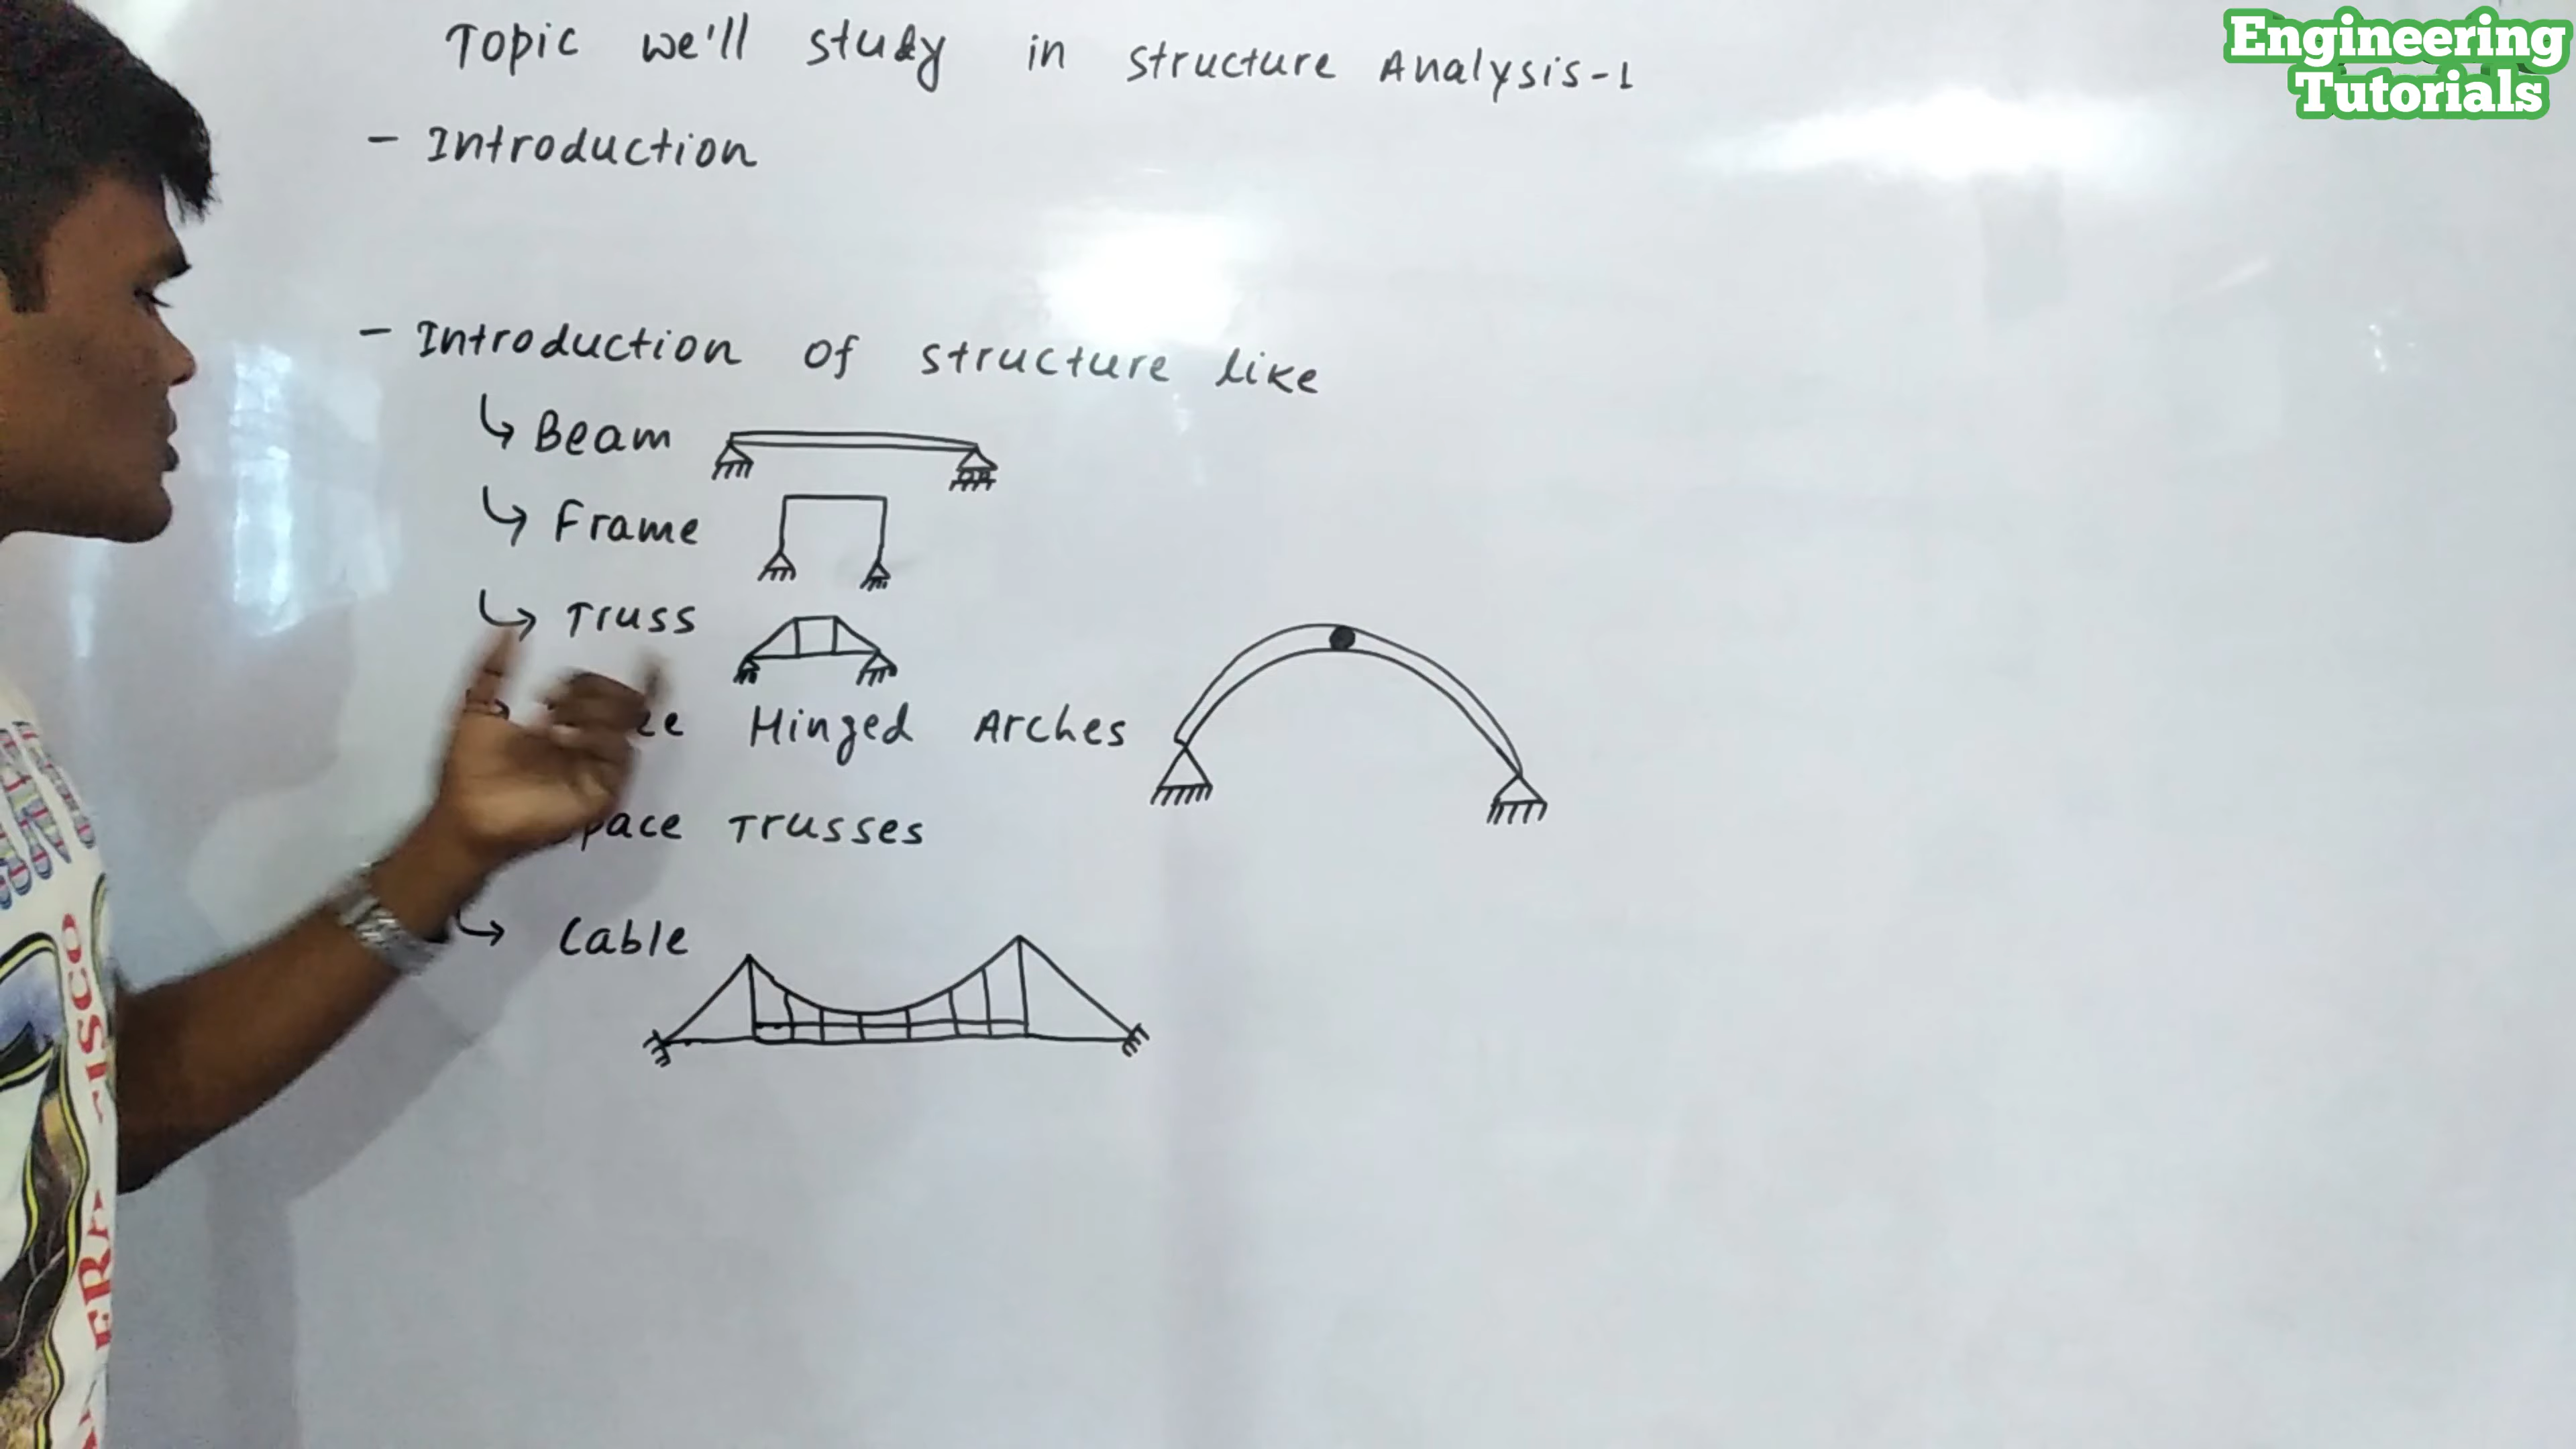 Topic we'll study in structure Analysis-1
Engineering
Tutorials
- Introduction
- Introduction of structure like
↳ Beam
↳ Frame
↳ Truss
Hinged Arches
Trusses
↳ Cable